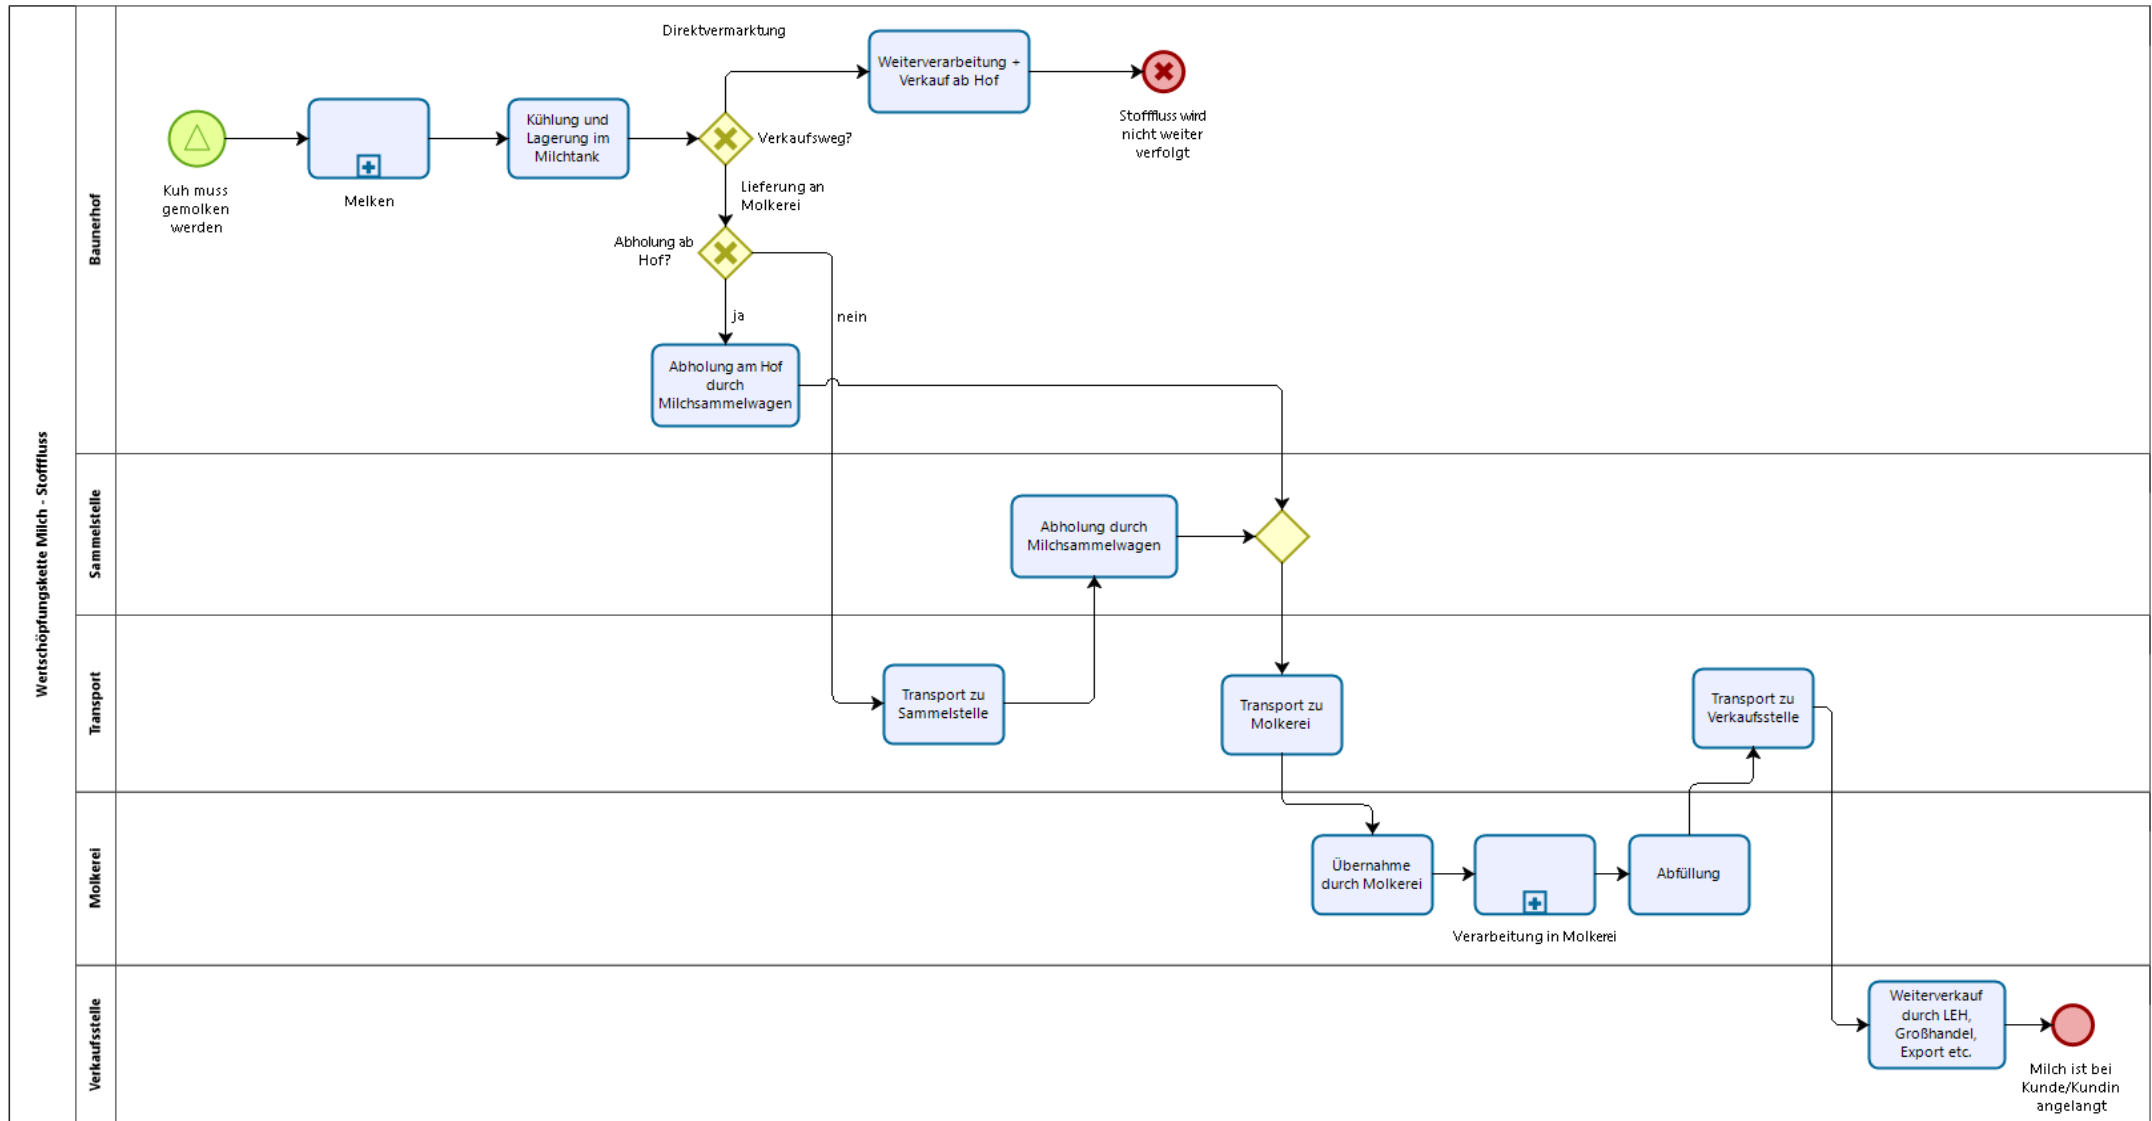 Wertschöpfungskette Milch - Stofffluss
Baunerhof
Direktvermarktung
Weiterverarbeitung +
Verkauf ab Hof
Stofffluss wird
nicht weiter
verfolgt
Kuh muss
gemolken
werden
Melken
Kühlung und
Lagerung im
Milchtank
Verkaufsweg?
Lieferung an
Molkerei
Abholung ab
Hof?
ja
nein
Abholung am Hof
durch
Milchsammelwagen
Sammelstelle
Abholung durch
Milchsammelwagen
Transport
Transport zu
Sammelstelle
Transport zu
Molkerei
Transport zu
Verkaufsstelle
Molkerei
Übernahme
durch Molkerei
Verarbeitung in Molkerei
Abfüllung
Verkaufsstelle
Weiterverkauf
durch LEH,
Großhandel,
Export etc.
Milch ist bei
Kunde/Kundin
angelangt